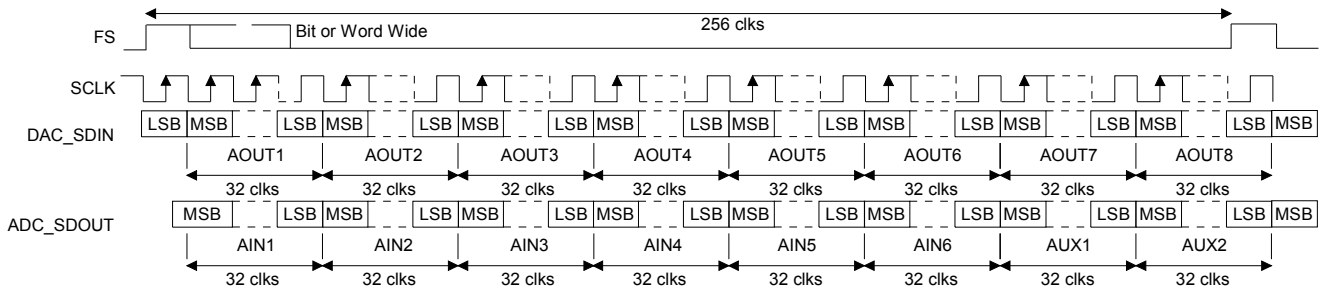 256 clks
FS
Bit or Word Wide
SCLK
DAC_SDIN
LSB MSB LSB MSB LSB MSB LSB MSB LSB MSB LSB MSB LSB MSB LSB MSB LSB MSB
AOUT1 AOUT2 AOUT3 AOUT4 AOUT5 AOUT6 AOUT7 AOUT8
32 clks 32 clks 32 clks 32 clks 32 clks 32 clks 32 clks 32 clks
ADC_SDOUT
MSB LSB MSB LSB MSB LSB MSB LSB MSB LSB MSB LSB MSB LSB MSB LSB MSB
AIN1 AIN2 AIN3 AIN4 AIN5 AIN6 AUX1 AUX2
32 clks 32 clks 32 clks 32 clks 32 clks 32 clks 32 clks 32 clks